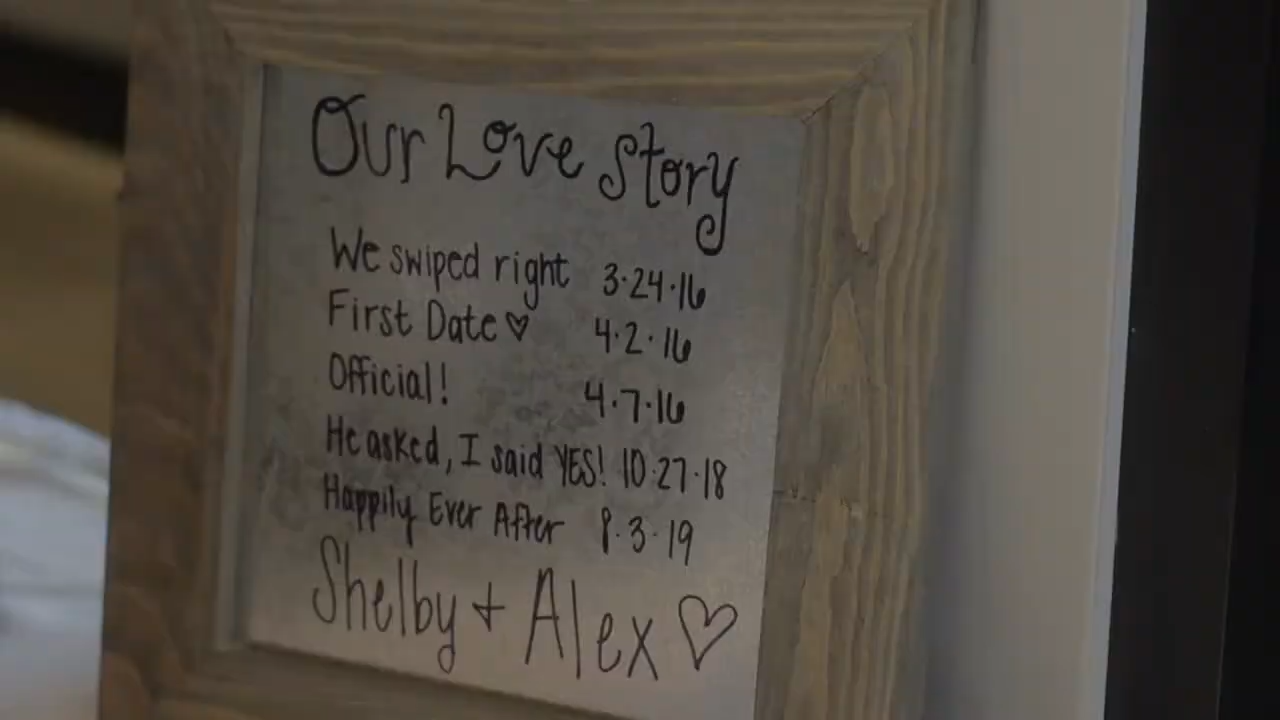 Our Love Story
We swiped right 3·24·16
First Date♡ 4·2·16
Official! 4·7·16
He asked, I said YES! 10·27·18
Happily Ever After 8·3·19
Shelby + Alex ♡